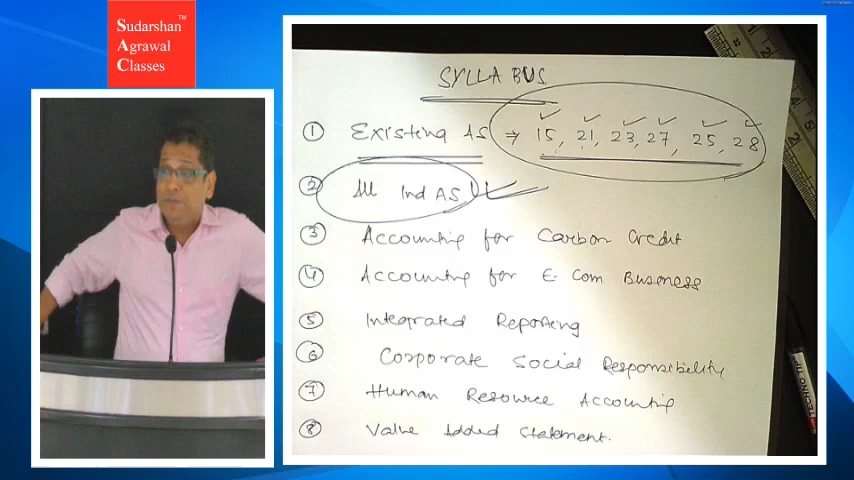 Sudarshan™
Agrawal
Classes
SYLLABUS
① Existing AS ⇒ 15, 21, 23, 27, 25, 28
② All Ind AS
③ Accounting for Carbon Credit
④ Accounting for E-Com Business
⑤ Integrated Reporting
⑥ Corporate Social Responsibility
⑦ Human Resource Accounting
⑧ Value Added Statement.